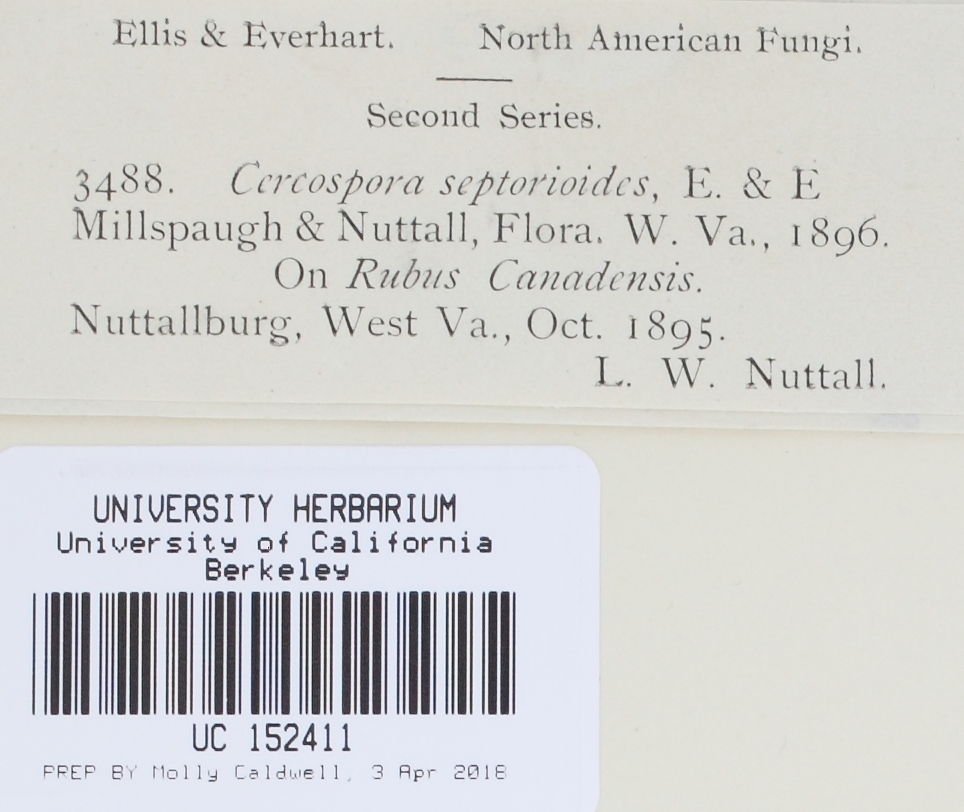 Ellis & Everhart. North American Fungi.
Second Series.
3488. Cercospora septorioides, E. & E
Millspaugh & Nuttall, Flora. W. Va., 1896.
On Rubus Canadensis.
Nuttallburg, West Va., Oct. 1895.
L. W. Nuttall.
UNIVERSITY HERBARIUM
University of California
Berkeley
UC 152411
PREP BY Molly Caldwell, 3 Apr 2018